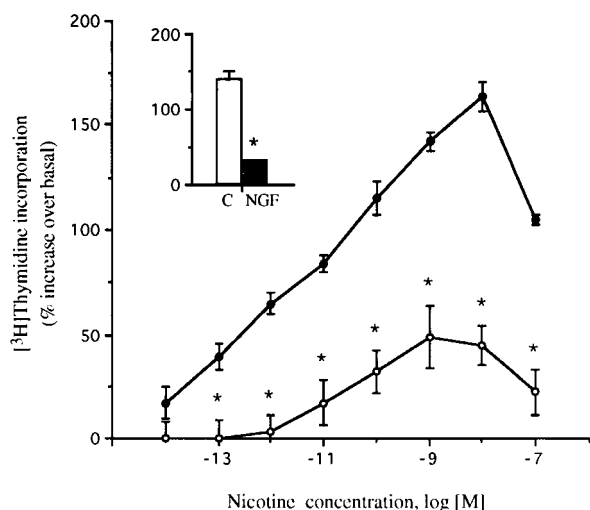 200
150
100
50
0
[³H]Thymidine incorporation
(% increase over basal)
200
100
0
*
C NGF
* * * * * * *
-13 -11 -9 -7
Nicotine concentration, log [M]